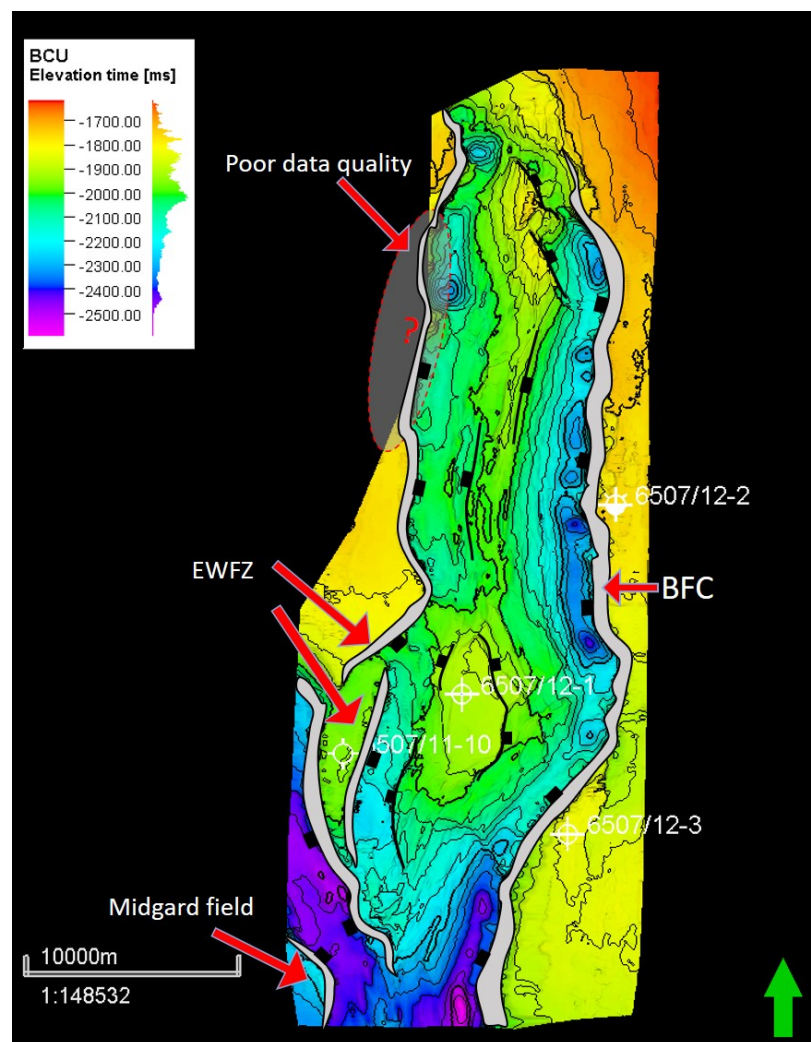 BCU
Elevation time [ms]
-1700.00
-1800.00
-1900.00
-2000.00
-2100.00
-2200.00
-2300.00
-2400.00
-2500.00
Poor data quality
?
6507/12-2
EWFZ
BFC
6507/12-1
6507/11-10
6507/12-3
Midgard field
10000m
1:148532